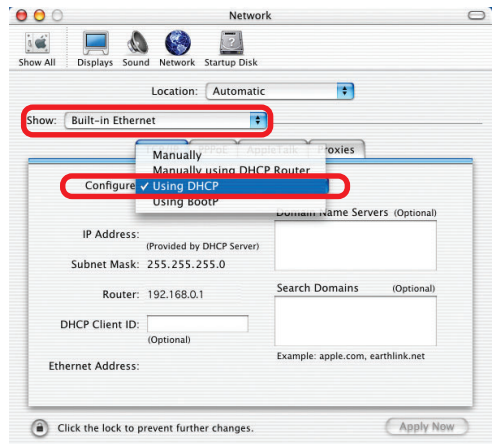 Network
Show All Displays Sound Network Startup Disk
Location: Automatic
Show: Built-in Ethernet
PPPoE AppleTalk Proxies
Manually
Manually using DHCP Router
Configure ✓ Using DHCP
Using BootP
Domain Name Servers (Optional)
IP Address:
(Provided by DHCP Server)
Subnet Mask: 255.255.255.0
Router: 192.168.0.1
Search Domains (Optional)
DHCP Client ID:
(Optional)
Example: apple.com, earthlink.net
Ethernet Address:
Click the lock to prevent further changes.
Apply Now